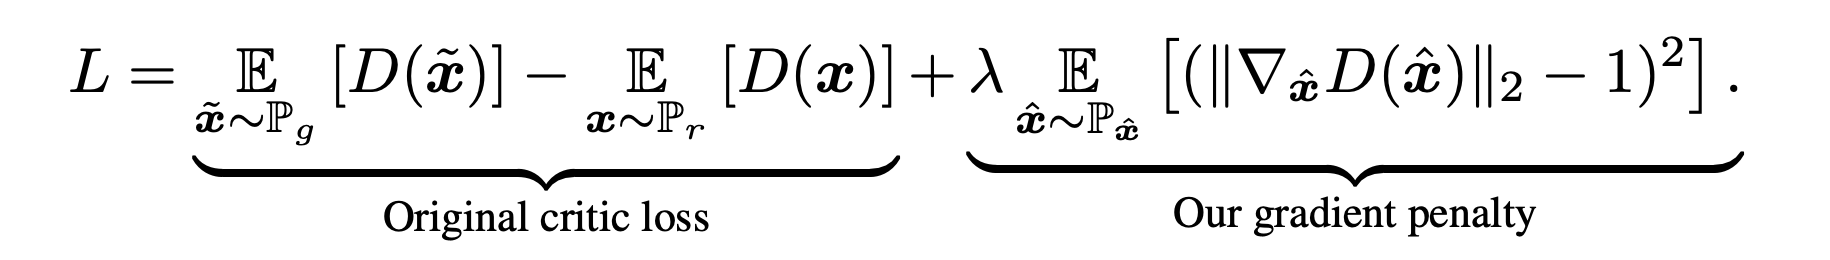 L = 𝔼_{x̃∼ℙ_g} [D(x̃)] − 𝔼_{x∼ℙ_r} [D(x)] + λ 𝔼_{x̂∼ℙ_x̂} [(‖∇_x̂ D(x̂)‖₂ − 1)²] .
Original critic loss Our gradient penalty